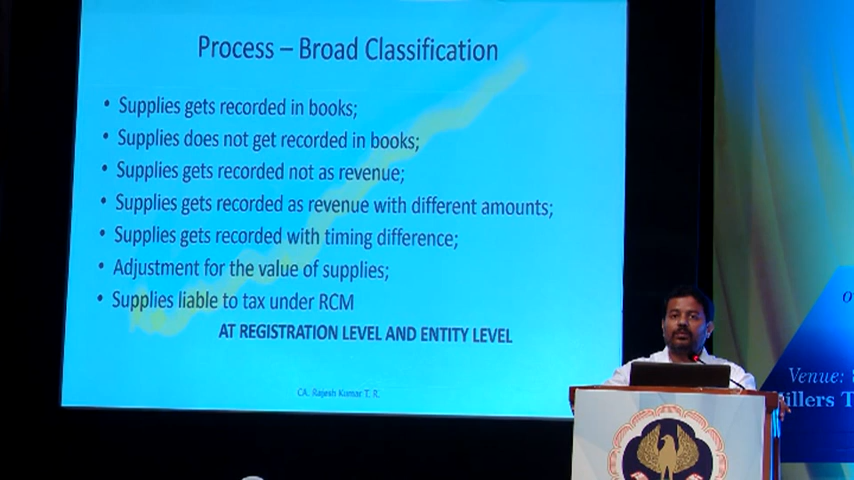 Process – Broad Classification
• Supplies gets recorded in books;
• Supplies does not get recorded in books;
• Supplies gets recorded not as revenue;
• Supplies gets recorded as revenue with different amounts;
• Supplies gets recorded with timing difference;
• Adjustment for the value of supplies;
• Supplies liable to tax under RCM
AT REGISTRATION LEVEL AND ENTITY LEVEL
CA. Rajesh Kumar T. R.
Venue: